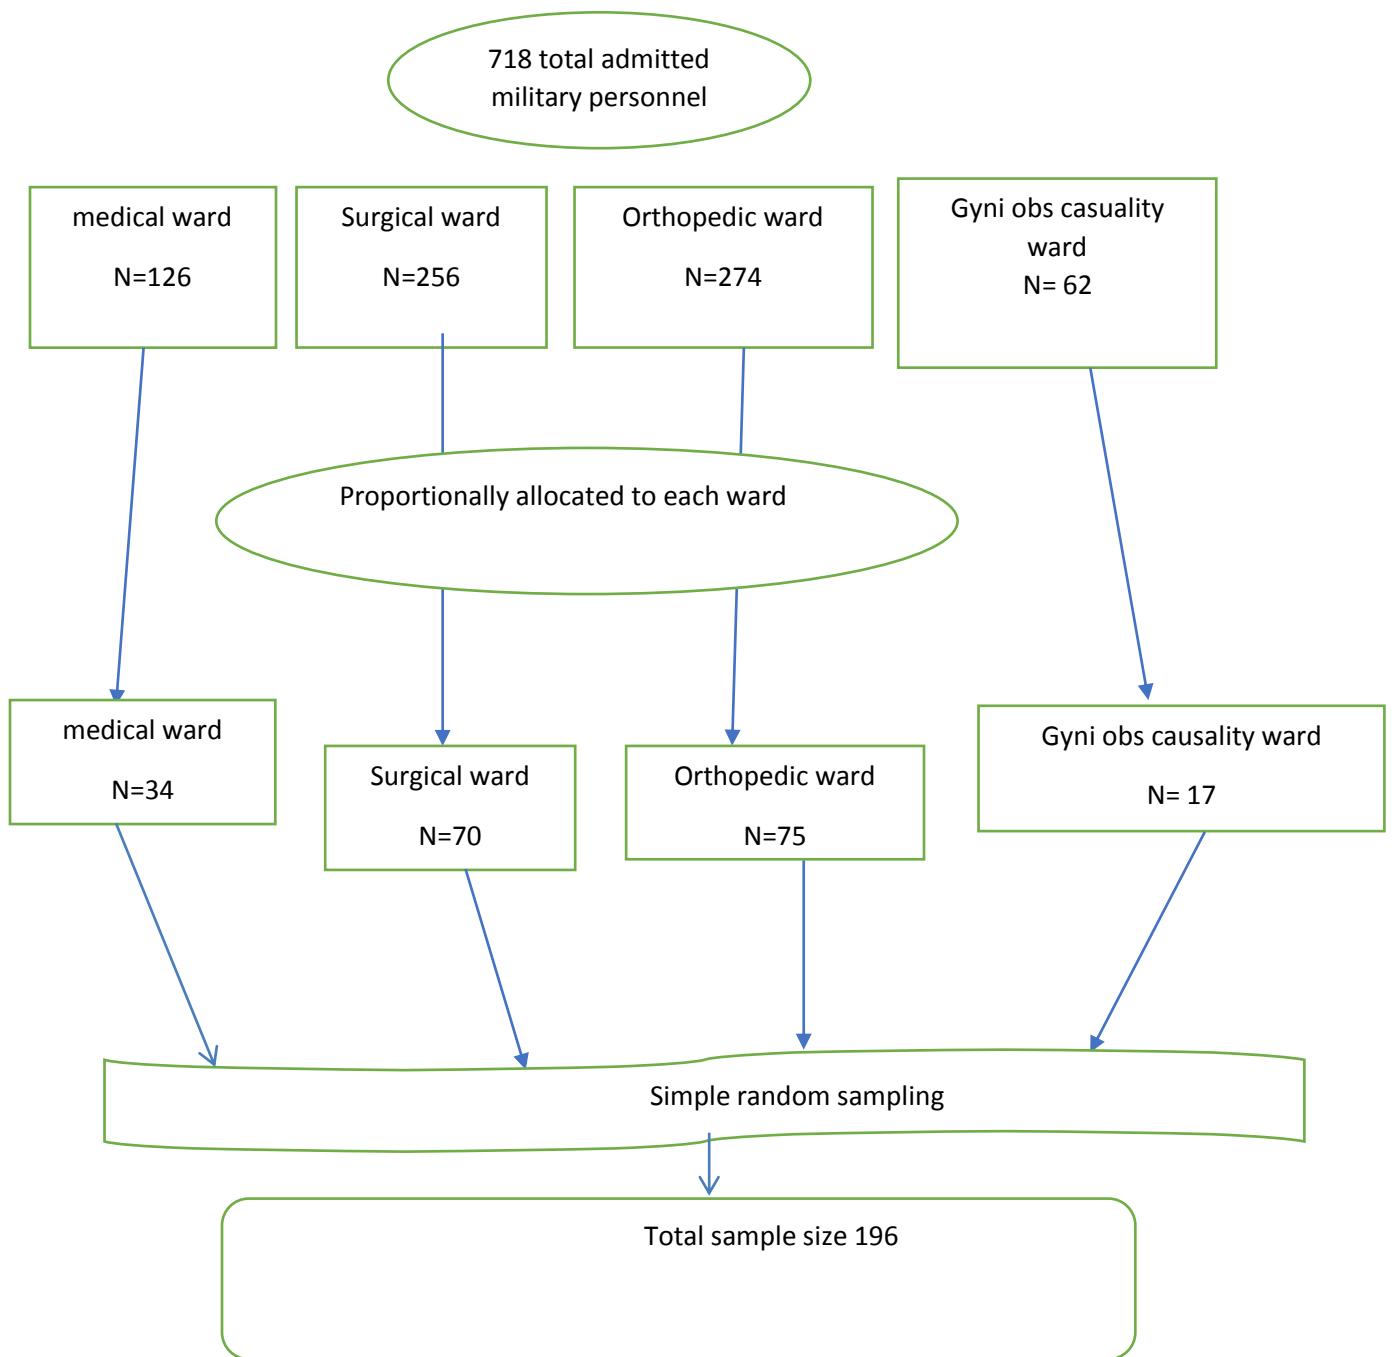 718 total admitted
military personnel
medical ward
N=126
Surgical ward
N=256
Orthopedic ward
N=274
Gyni obs casuality
ward
N= 62
Proportionally allocated to each ward
medical ward
N=34
Surgical ward
N=70
Orthopedic ward
N=75
Gyni obs causality ward
N= 17
Simple random sampling
Total sample size 196